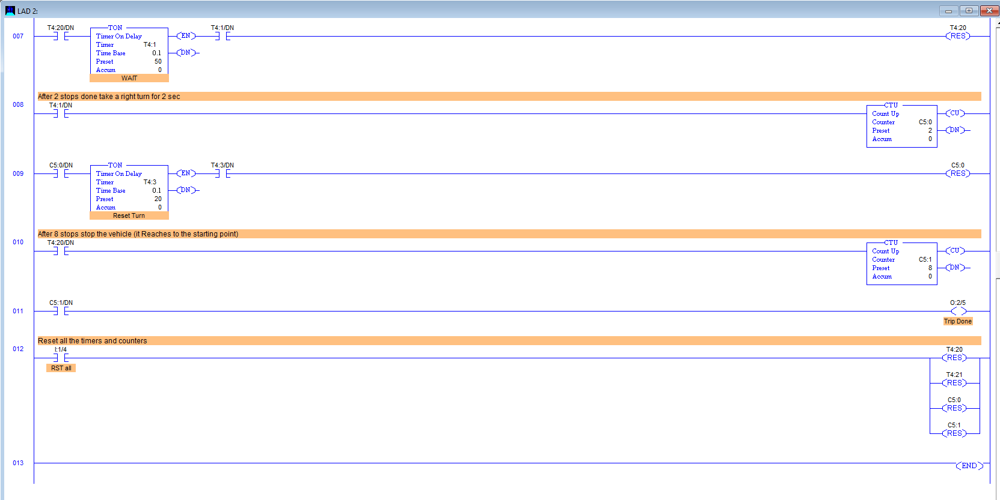 LAD 2:
T4:20/DN TON T4:1/DN T4:20
007 Timer On Delay EN RES
Timer T4:1
Time Base 0.1 DN
Preset 50
Accum 0
WAIT
After 2 stops done take a right turn for 2 sec
008 T4:1/DN CTU
Count Up CU
Counter C5:0
Preset 2 DN
Accum 0
C5:0/DN TON T4:3/DN C5:0
009 Timer On Delay EN RES
Timer T4:3
Time Base 0.1 DN
Preset 20
Accum 0
Reset Turn
After 8 stops stop the vehicle (it Reaches to the starting point)
010 T4:20/DN CTU
Count Up CU
Counter C5:1
Preset 8 DN
Accum 0
C5:1/DN O:2/5
011
Trip Done
Reset all the timers and counters
012 I:1/4 T4:20
RES
RST all
T4:21
RES
C5:0
RES
C5:1
RES
013 END